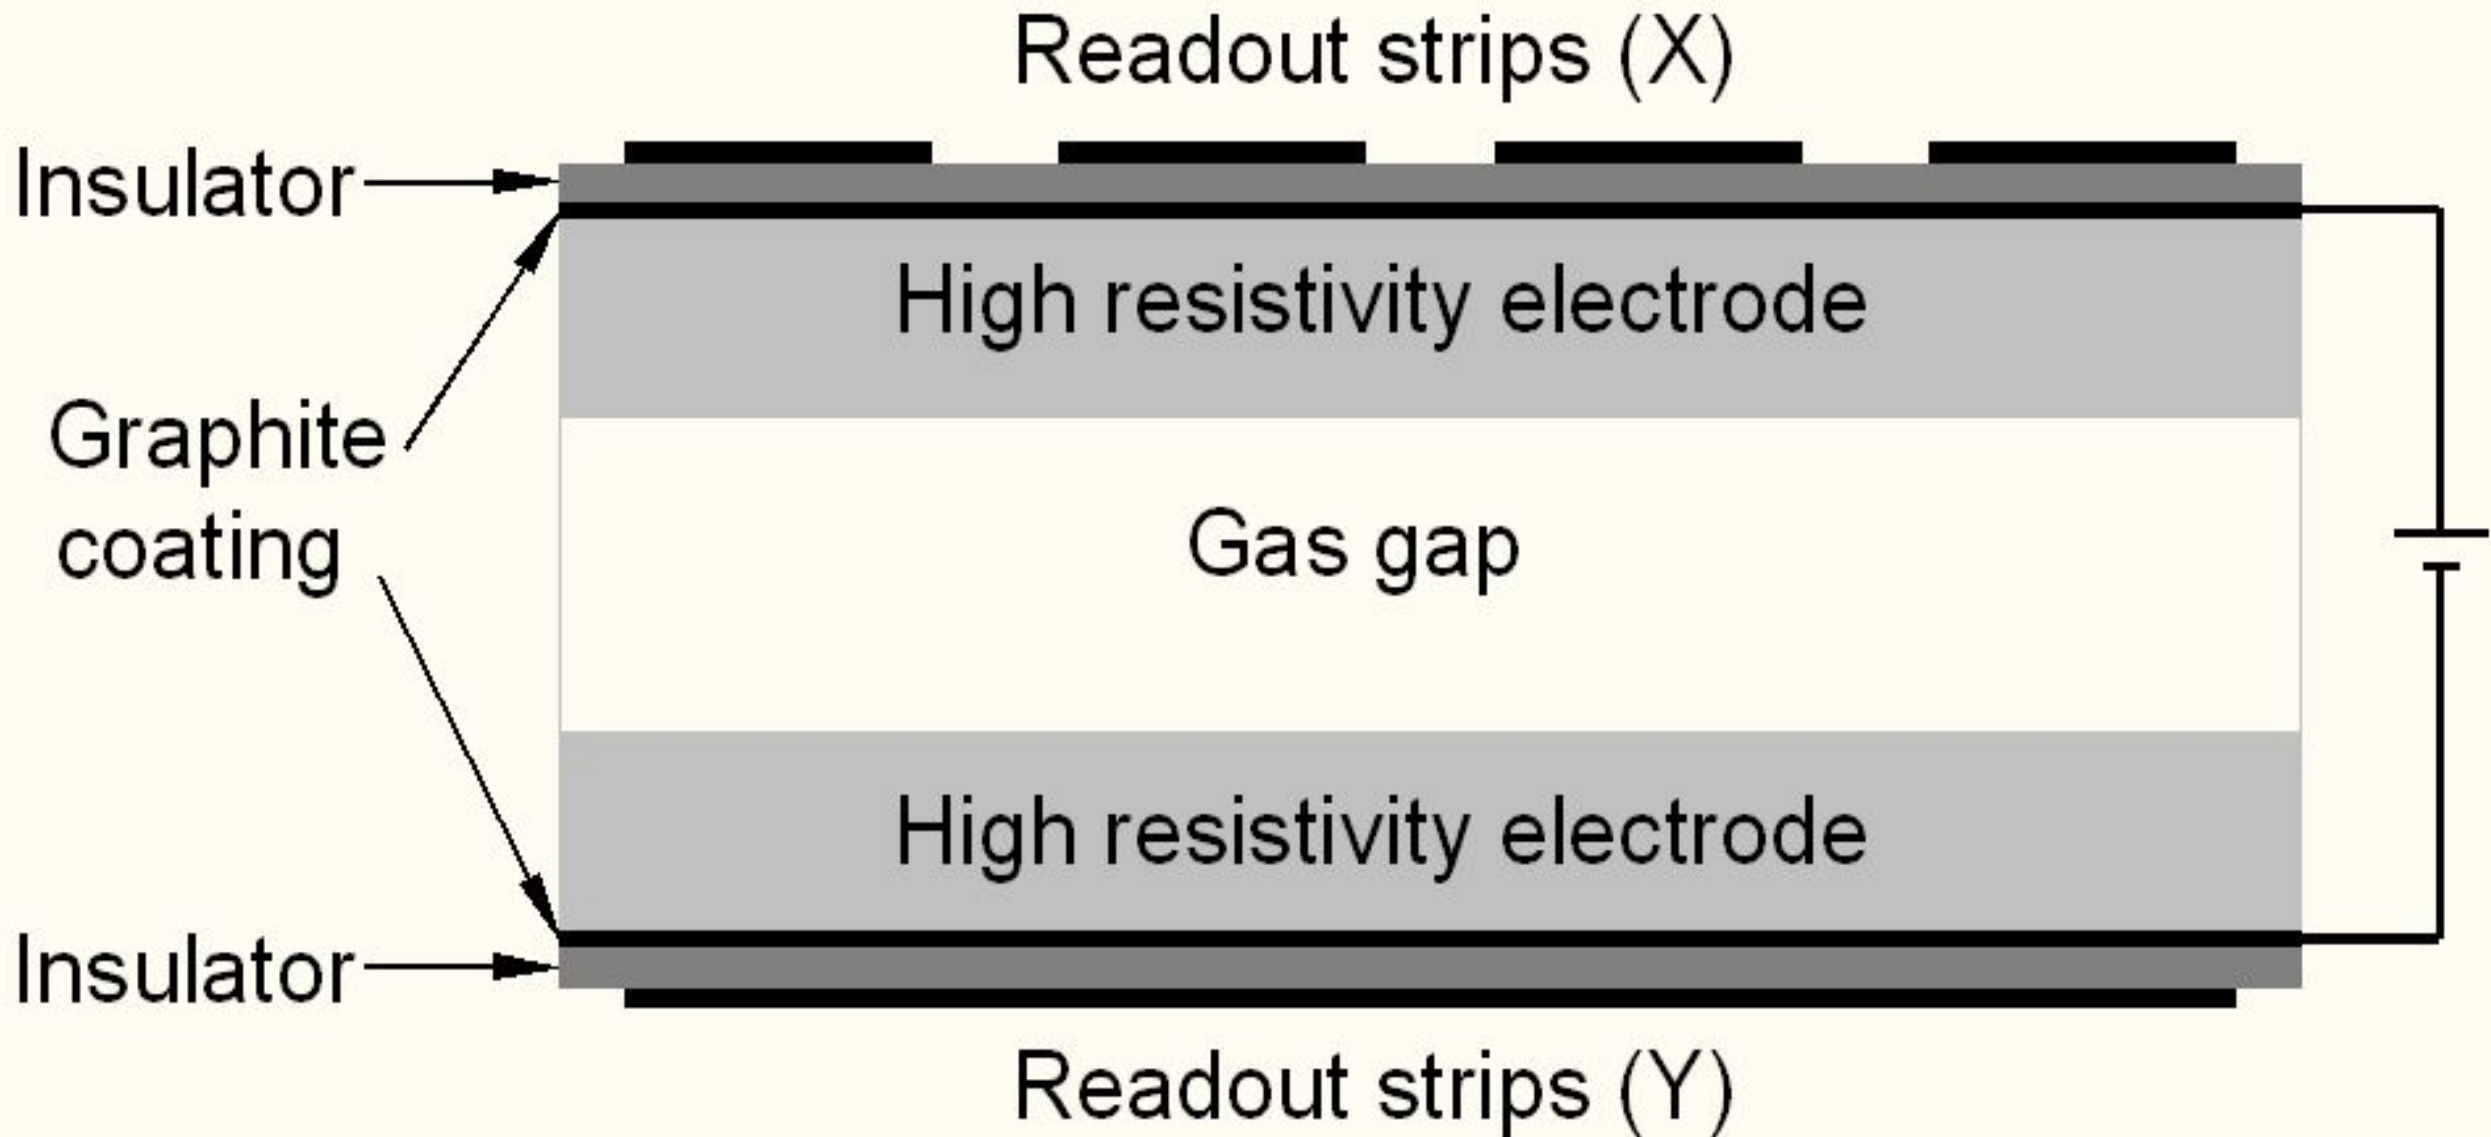 Readout strips (X)
Insulator
High resistivity electrode
Graphite
coating
Gas gap
High resistivity electrode
Insulator
Readout strips (Y)